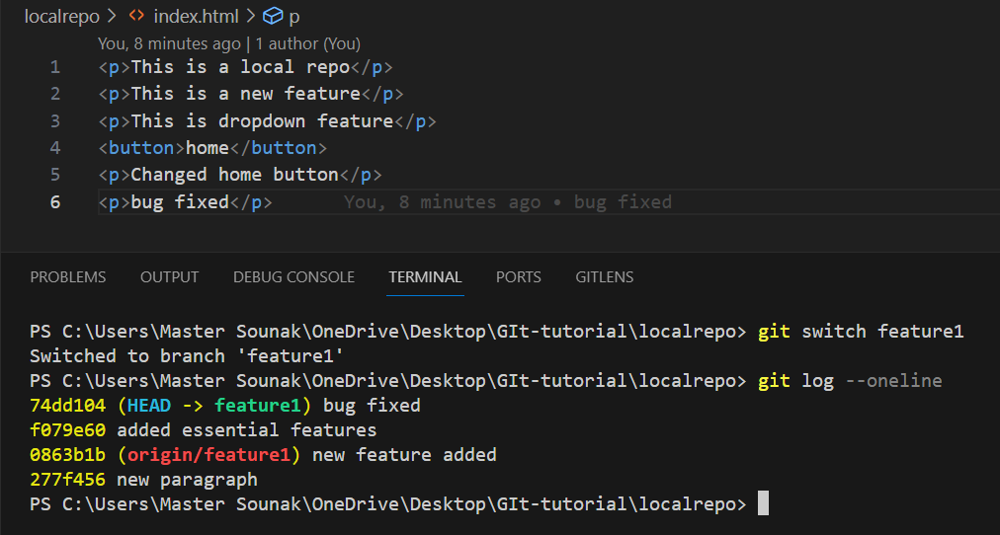 localrepo > <> index.html > p
You, 8 minutes ago | 1 author (You)
1 <p>This is a local repo</p>
2 <p>This is a new feature</p>
3 <p>This is dropdown feature</p>
4 <button>home</button>
5 <p>Changed home button</p>
6 <p>bug fixed</p> You, 8 minutes ago • bug fixed
PROBLEMS OUTPUT DEBUG CONSOLE TERMINAL PORTS GITLENS
PS C:\Users\Master Sounak\OneDrive\Desktop\GIt-tutorial\localrepo> git switch feature1
Switched to branch 'feature1'
PS C:\Users\Master Sounak\OneDrive\Desktop\GIt-tutorial\localrepo> git log --oneline
74dd104 (HEAD -> feature1) bug fixed
f079e60 added essential features
0863b1b (origin/feature1) new feature added
277f456 new paragraph
PS C:\Users\Master Sounak\OneDrive\Desktop\GIt-tutorial\localrepo>